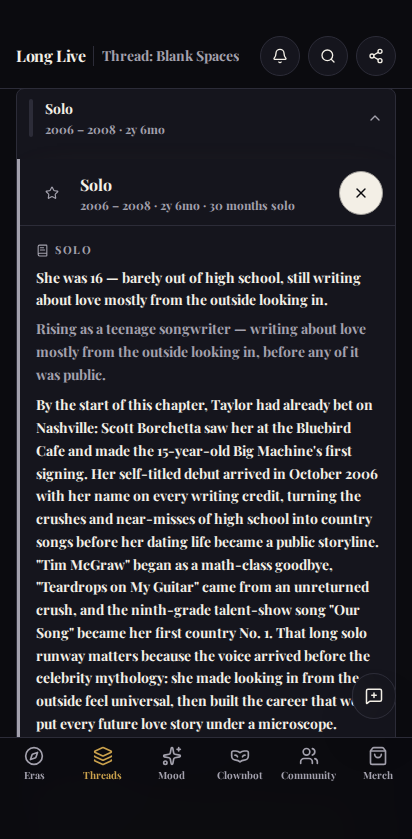 Long Live
Thread: Blank Spaces
Solo
2006 – 2008 · 2y 6mo
Solo
2006 – 2008 · 2y 6mo · 30 months solo
SOLO
She was 16 — barely out of high school, still writing
about love mostly from the outside looking in.
Rising as a teenage songwriter — writing about love
mostly from the outside looking in, before any of it
was public.
By the start of this chapter, Taylor had already bet on
Nashville: Scott Borchetta saw her at the Bluebird
Cafe and made the 15-year-old Big Machine's first
signing. Her self-titled debut arrived in October 2006
with her name on every writing credit, turning the
crushes and near-misses of high school into country
songs before her dating life became a public storyline.
"Tim McGraw" began as a math-class goodbye,
"Teardrops on My Guitar" came from an unreturned
crush, and the ninth-grade talent-show song "Our
Song" became her first country No. 1. That long solo
runway matters because the voice arrived before the
celebrity mythology: she made looking in from the
outside feel universal, then built the career that
put every future love story under a microscope.
Eras
Threads
Mood
Clownbot
Community
Merch